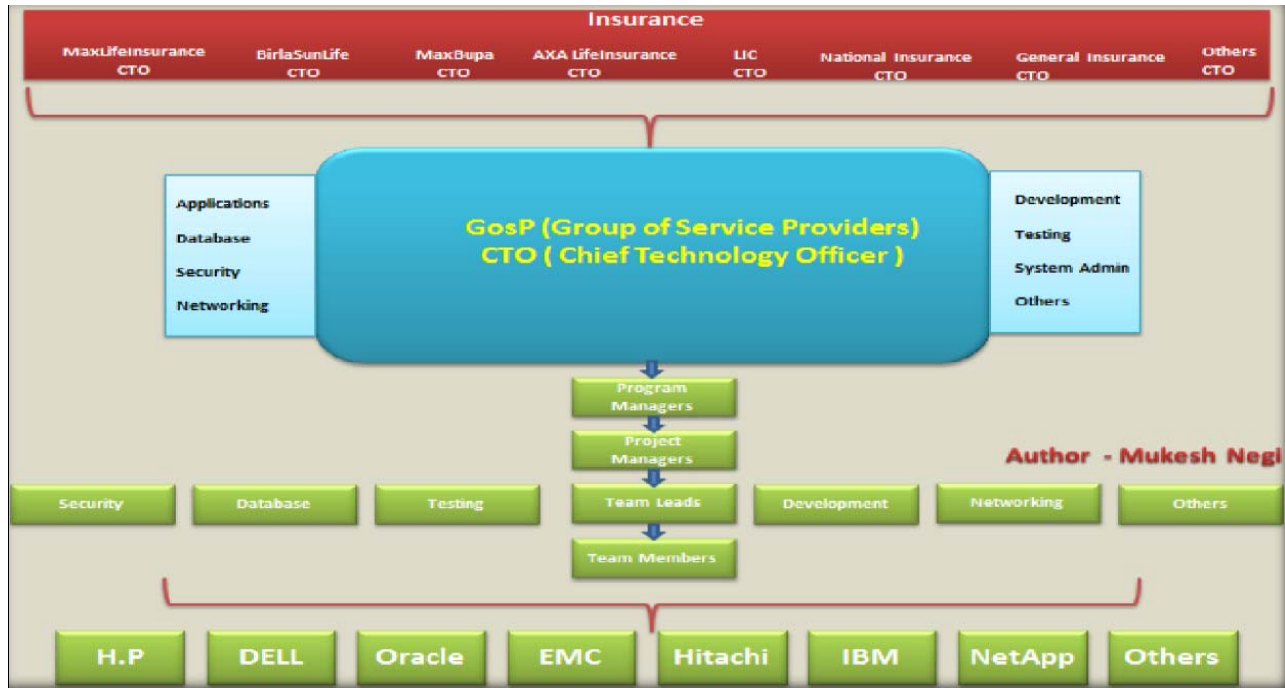 Insurance
MaxLifeInsurance CTO
BirlaSunLife CTO
MaxBupa CTO
AXA LifeInsurance CTO
LIC CTO
National Insurance CTO
General Insurance CTO
Others CTO
Applications
Database
Security
Networking
GosP (Group of Service Providers)
CTO ( Chief Technology Officer )
Development
Testing
System Admin
Others
Program
Managers
Project
Managers
Author - Mukesh Negi
Security
Database
Testing
Team Leads
Development
Networking
Others
Team Members
H.P
DELL
Oracle
EMC
Hitachi
IBM
NetApp
Others